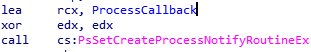 lea     rcx, ProcessCallback
xor     edx, edx
call    cs:PsSetCreateProcessNotifyRoutineEx